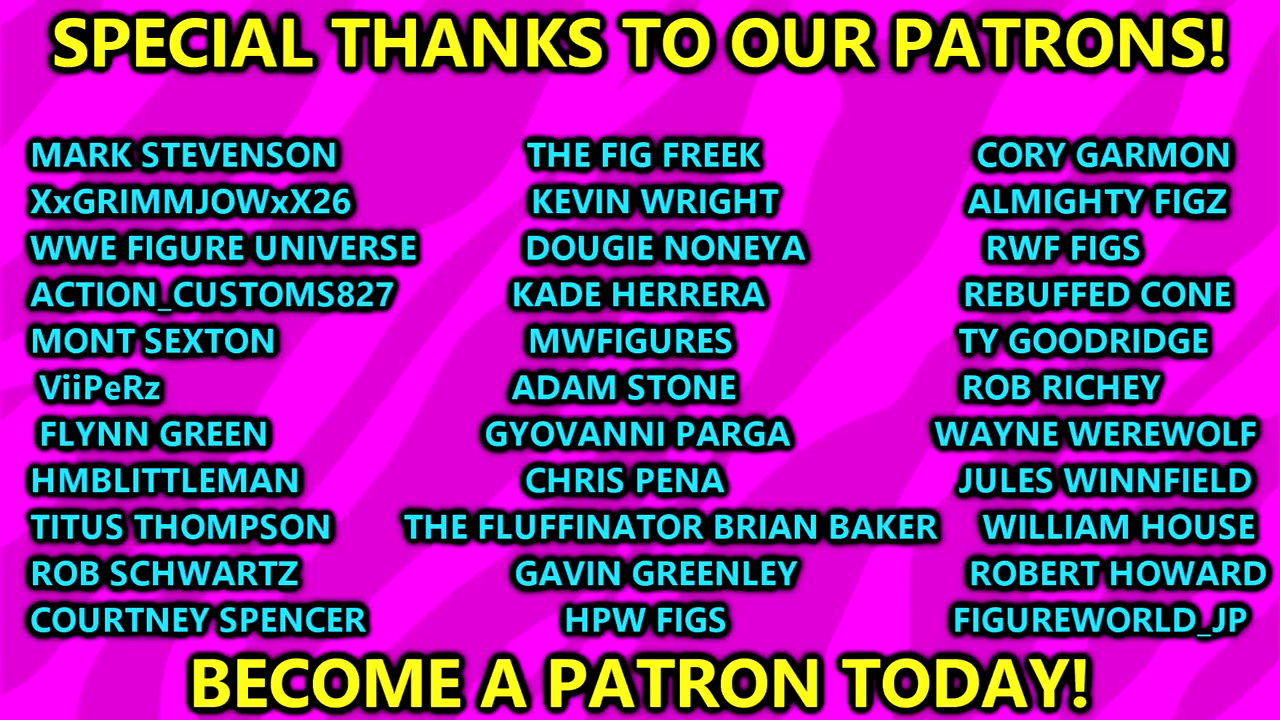 SPECIAL THANKS TO OUR PATRONS!
MARK STEVENSON THE FIG FREEK CORY GARMON
XxGRIMMJOWxX26 KEVIN WRIGHT ALMIGHTY FIGZ
WWE FIGURE UNIVERSE DOUGIE NONEYA RWF FIGS
ACTION_CUSTOMS827 KADE HERRERA REBUFFED CONE
MONT SEXTON MWFIGURES TY GOODRIDGE
ViiPeRz ADAM STONE ROB RICHEY
FLYNN GREEN GYOVANNI PARGA WAYNE WEREWOLF
HMBLITTLEMAN CHRIS PENA JULES WINNFIELD
TITUS THOMPSON THE FLUFFINATOR BRIAN BAKER WILLIAM HOUSE
ROB SCHWARTZ GAVIN GREENLEY ROBERT HOWARD
COURTNEY SPENCER HPW FIGS FIGUREWORLD_JP
BECOME A PATRON TODAY!